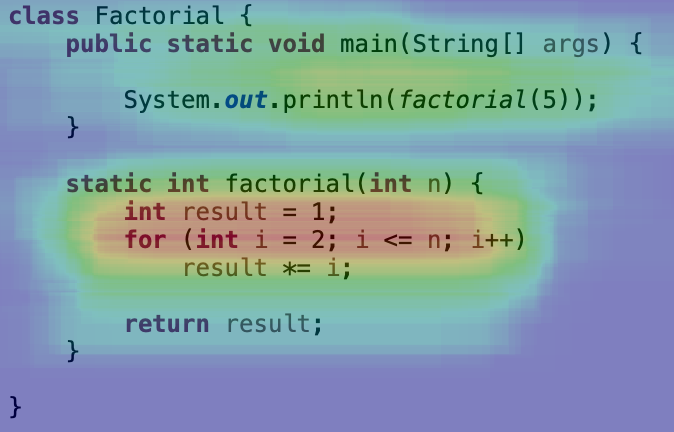 class Factorial {
    public static void main(String[] args) {
        System.out.println(factorial(5));
    }
    static int factorial(int n) {
        int result = 1;
        for (int i = 2; i <= n; i++)
            result *= i;
        return result;
    }
}